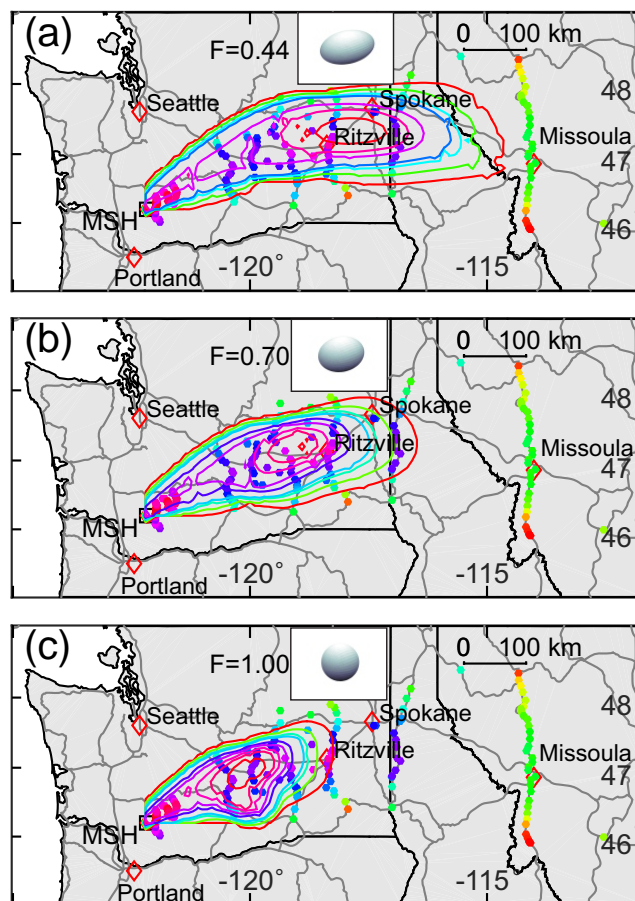 (a)
F=0.44
0 100 km
48
Seattle
Spokane
Ritzville
Missoula
47
MSH
46
Portland
-120°
-115
(b)
F=0.70
0 100 km
48
Seattle
Spokane
Ritzville
Missoula
47
MSH
46
Portland
-120°
-115
(c)
F=1.00
0 100 km
48
Seattle
Spokane
Ritzville
Missoula
47
MSH
46
Portland
-120°
-115